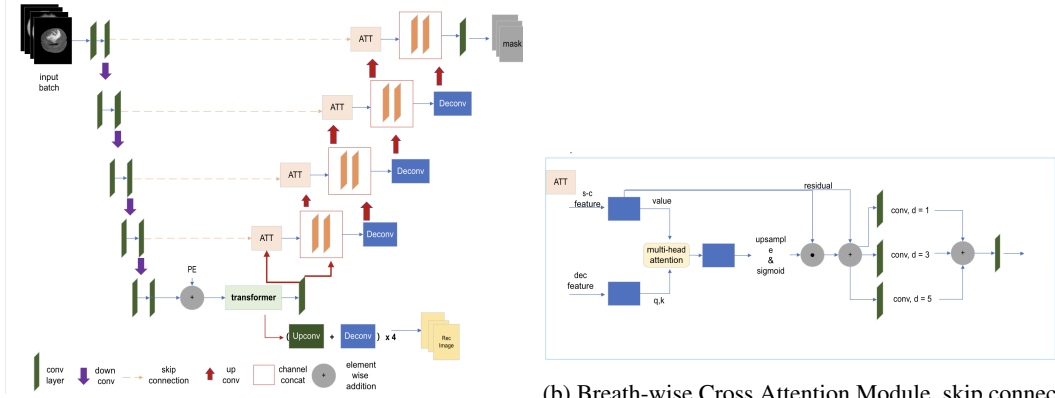 input
batch
ATT
mask
ATT
Deconv
ATT
Deconv
ATT
Deconv
PE
+
transformer
( Upconv + Deconv ) x 4
Rac
Image
conv
layer
down
conv
skip
connection
up
conv
channel
concat
+
element
wise
addition
ATT
s-c
feature
value
residual
multi-head
attention
upsampl
e
&
sigmoid
+
conv, d = 1
conv, d = 3
conv, d = 5
+
dec
feature
q,k
(b) Breath-wise Cross Attention Module, skip connec